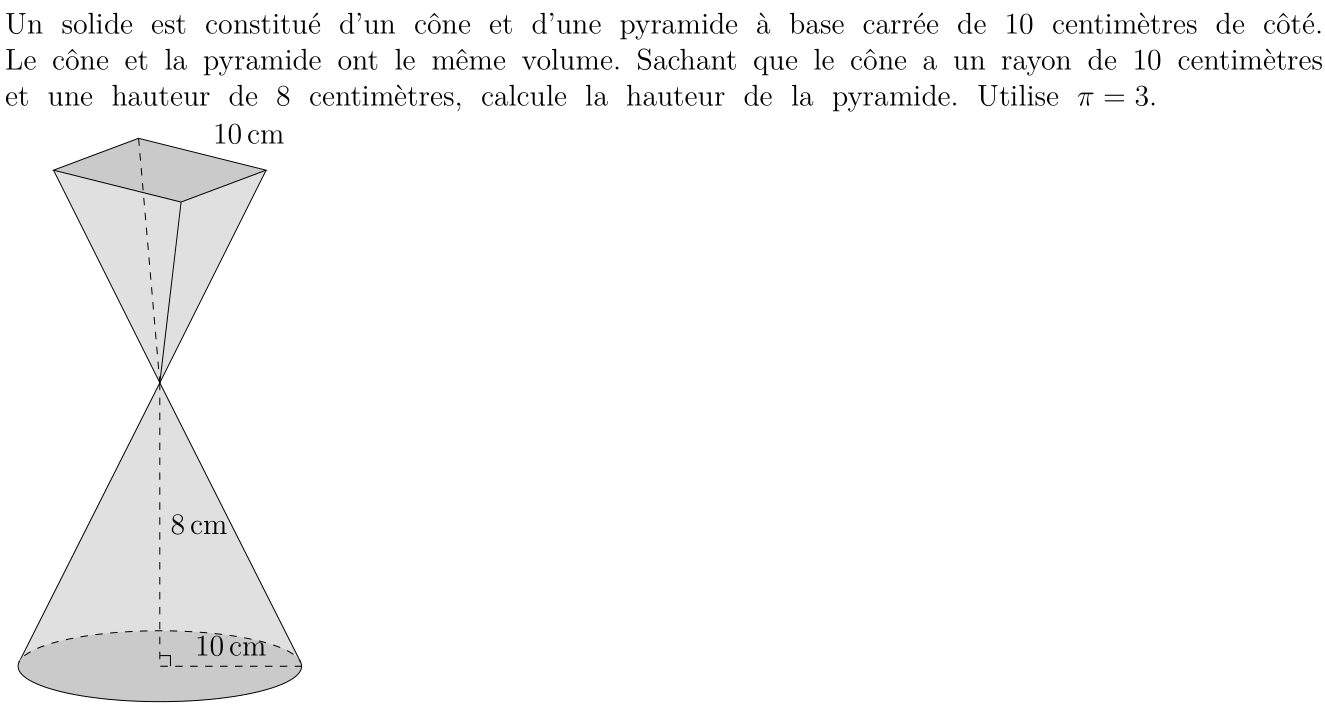 Un solide est constitué d'un cône et d'une pyramide à base carrée de 10 centimètres de côté.
Le cône et la pyramide ont le même volume. Sachant que le cône a un rayon de 10 centimètres
et une hauteur de 8 centimètres, calcule la hauteur de la pyramide. Utilise π = 3.
10 cm
8 cm
10 cm